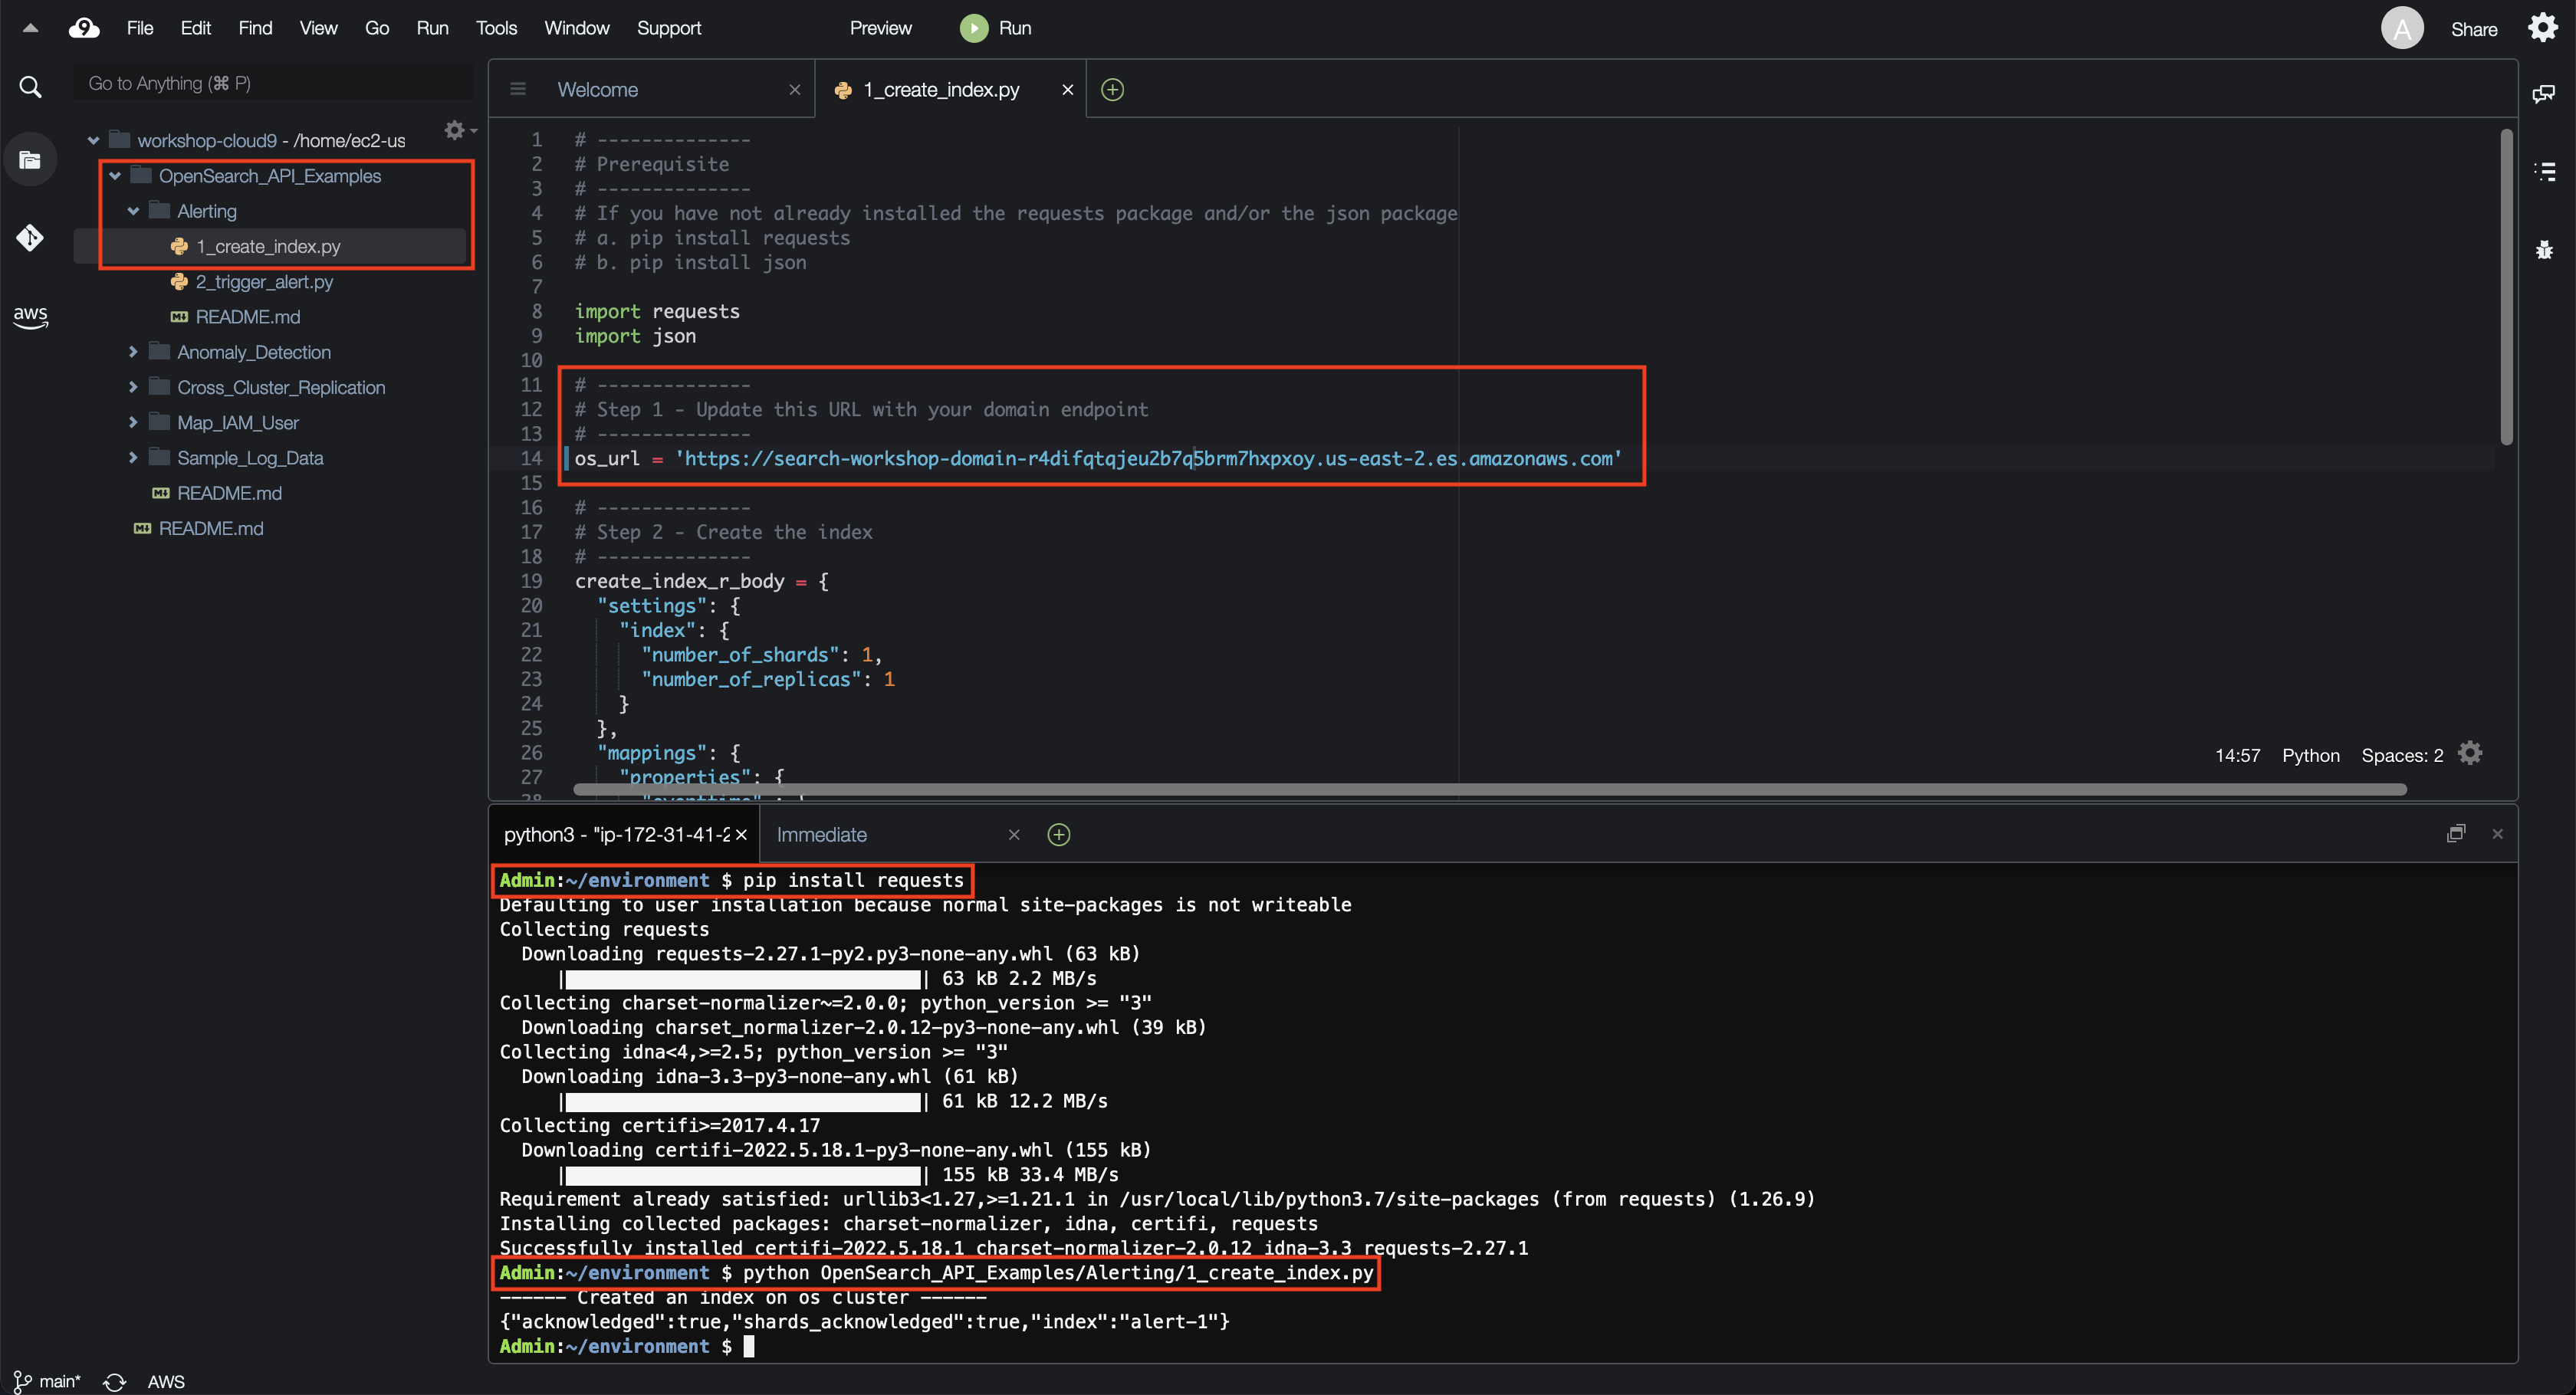 File Edit Find View Go Run Tools Window Support Preview Run A Share
Go to Anything (⌘ P)
aws
workshop-cloud9 - /home/ec2-us
OpenSearch_API_Examples
Alerting
1_create_index.py
2_trigger_alert.py
README.md
Anomaly_Detection
Cross_Cluster_Replication
Map_IAM_User
Sample_Log_Data
README.md
README.md
Welcome 1_create_index.py
1 # --------------
2 # Prerequisite
3 # --------------
4 # If you have not already installed the requests package and/or the json package
5 # a. pip install requests
6 # b. pip install json
7
8 import requests
9 import json
10
11 # --------------
12 # Step 1 - Update this URL with your domain endpoint
13 # --------------
14 os_url = 'https://search-workshop-domain-r4difqtqjeu2b7q5brm7hxpxoy.us-east-2.es.amazonaws.com'
15
16 # --------------
17 # Step 2 - Create the index
18 # --------------
19 create_index_r_body = {
20 "settings": {
21 "index": {
22 "number_of_shards": 1,
23 "number_of_replicas": 1
24 }
25 },
26 "mappings": {
27 "properties": {
14:57 Python Spaces: 2
python3 - "ip-172-31-41-2 Immediate
Admin:~/environment $ pip install requests
Defaulting to user installation because normal site-packages is not writeable
Collecting requests
Downloading requests-2.27.1-py2.py3-none-any.whl (63 kB)
| | 63 kB 2.2 MB/s
Collecting charset-normalizer~=2.0.0; python_version >= "3"
Downloading charset_normalizer-2.0.12-py3-none-any.whl (39 kB)
Collecting idna<4,>=2.5; python_version >= "3"
Downloading idna-3.3-py3-none-any.whl (61 kB)
| | 61 kB 12.2 MB/s
Collecting certifi>=2017.4.17
Downloading certifi-2022.5.18.1-py3-none-any.whl (155 kB)
| | 155 kB 33.4 MB/s
Requirement already satisfied: urllib3<1.27,>=1.21.1 in /usr/local/lib/python3.7/site-packages (from requests) (1.26.9)
Installing collected packages: charset-normalizer, idna, certifi, requests
Successfully installed certifi-2022.5.18.1 charset-normalizer-2.0.12 idna-3.3 requests-2.27.1
Admin:~/environment $ python OpenSearch_API_Examples/Alerting/1_create_index.py
------ Created an index on os cluster ------
{"acknowledged":true,"shards_acknowledged":true,"index":"alert-1"}
Admin:~/environment $
main* AWS